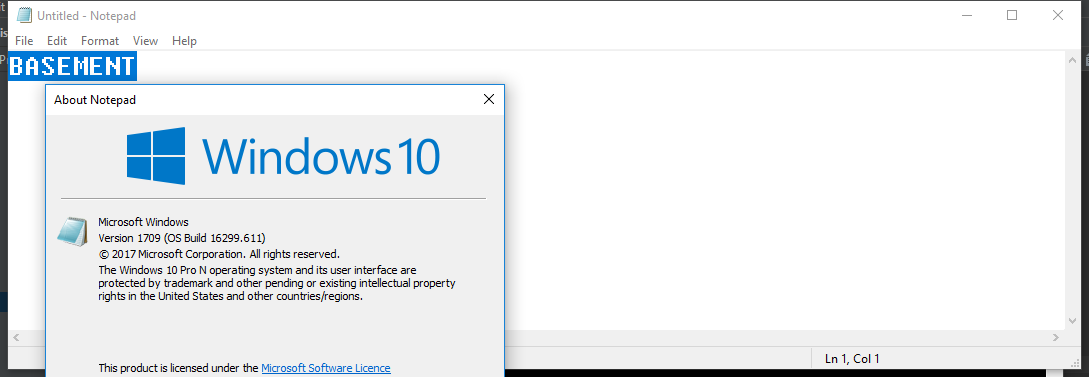 Untitled - Notepad
File Edit Format View Help
BASEMENT
About Notepad
Windows 10
Microsoft Windows
Version 1709 (OS Build 16299.611)
© 2017 Microsoft Corporation. All rights reserved.
The Windows 10 Pro N operating system and its user interface are
protected by trademark and other pending or existing intellectual property
rights in the United States and other countries/regions.
This product is licensed under the Microsoft Software Licence
Ln 1, Col 1